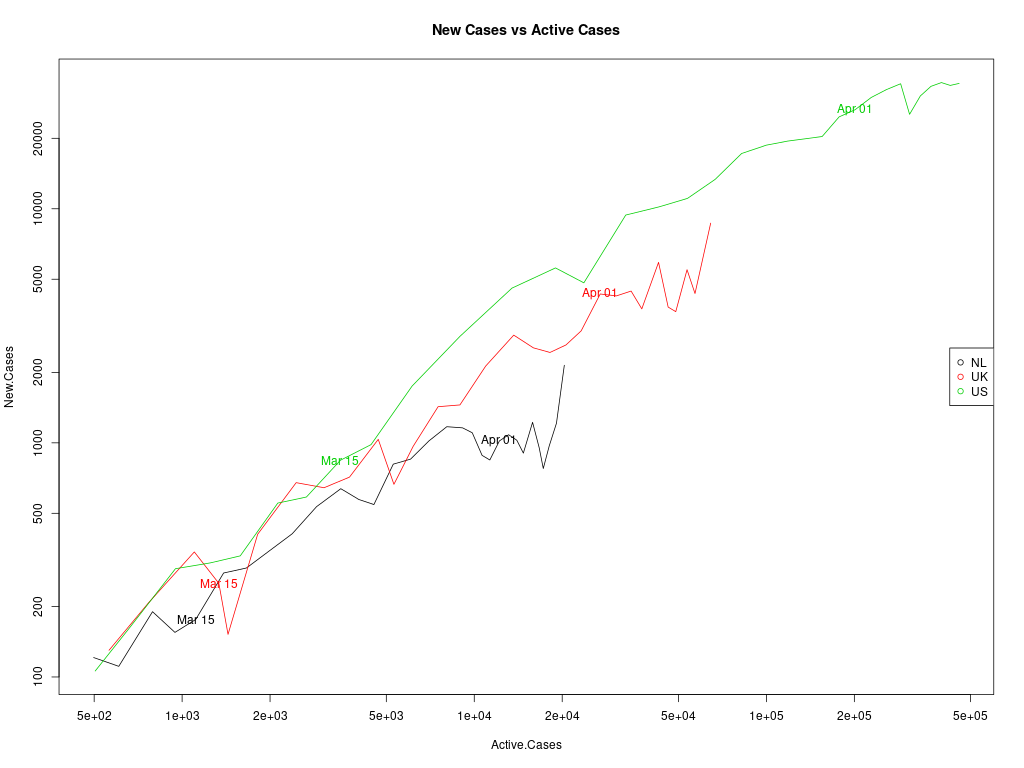 New Cases vs Active Cases
New.Cases
20000
10000
5000
2000
1000
500
200
100
Apr 01
Apr 01
Apr 01
Mar 15
Mar 15
Mar 15
NL
UK
US
5e+02 1e+03 2e+03 5e+03 1e+04 2e+04 5e+04 1e+05 2e+05 5e+05
Active.Cases